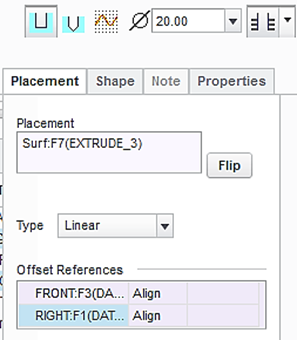 20.00
Placement Shape Note Properties
Placement
Surf:F7(EXTRUDE_3)
Flip
Type Linear
Offset References
FRONT:F3(DA... Align
RIGHT:F1(DAT... Align